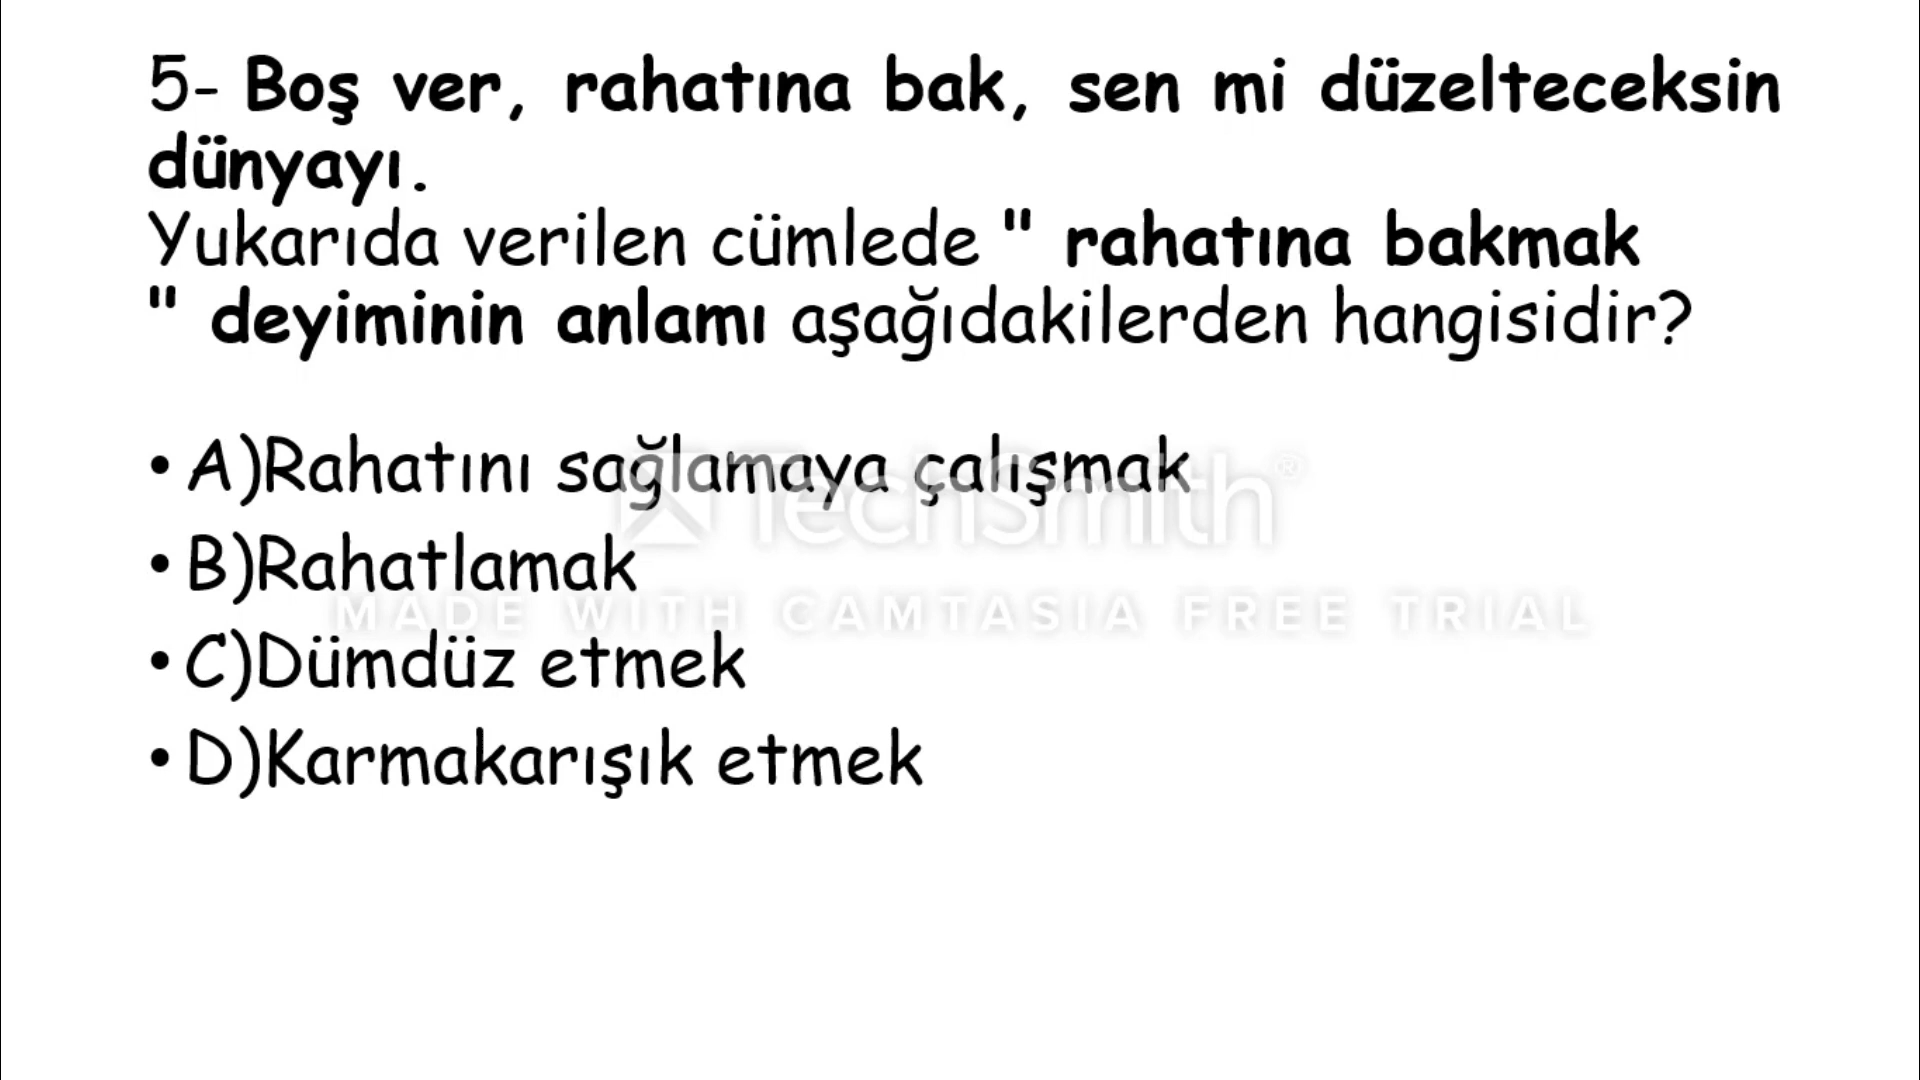 5- Boş ver, rahatına bak, sen mi düzelteceksin
dünyayı.
Yukarıda verilen cümlede " rahatına bakmak
" deyiminin anlamı aşağıdakilerden hangisidir?
• A)Rahatını sağlamaya çalışmak
TechSmith®
• B)Rahatlamak
MADE WITH CAMTASIA FREE TRIAL
• C)Dümdüz etmek
• D)Karmakarışık etmek